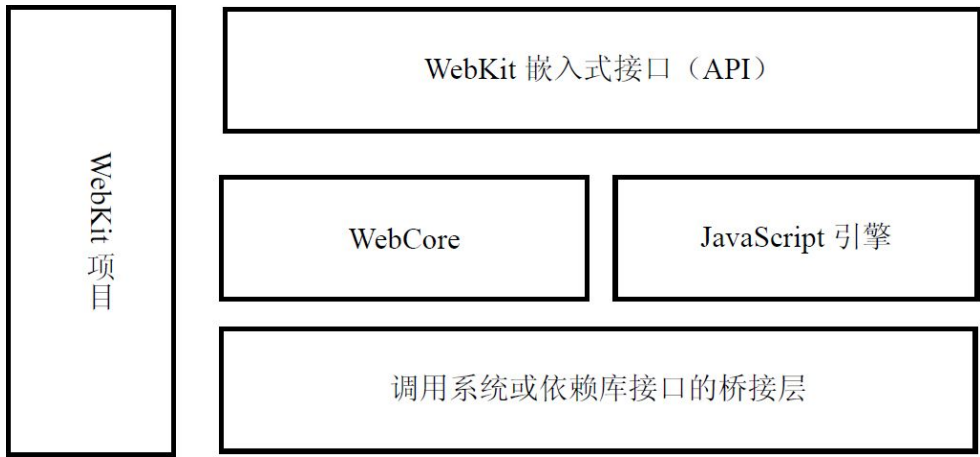 WebKit 项目
WebKit 嵌入式接口（API）
WebCore
JavaScript 引擎
调用系统或依赖库接口的桥接层